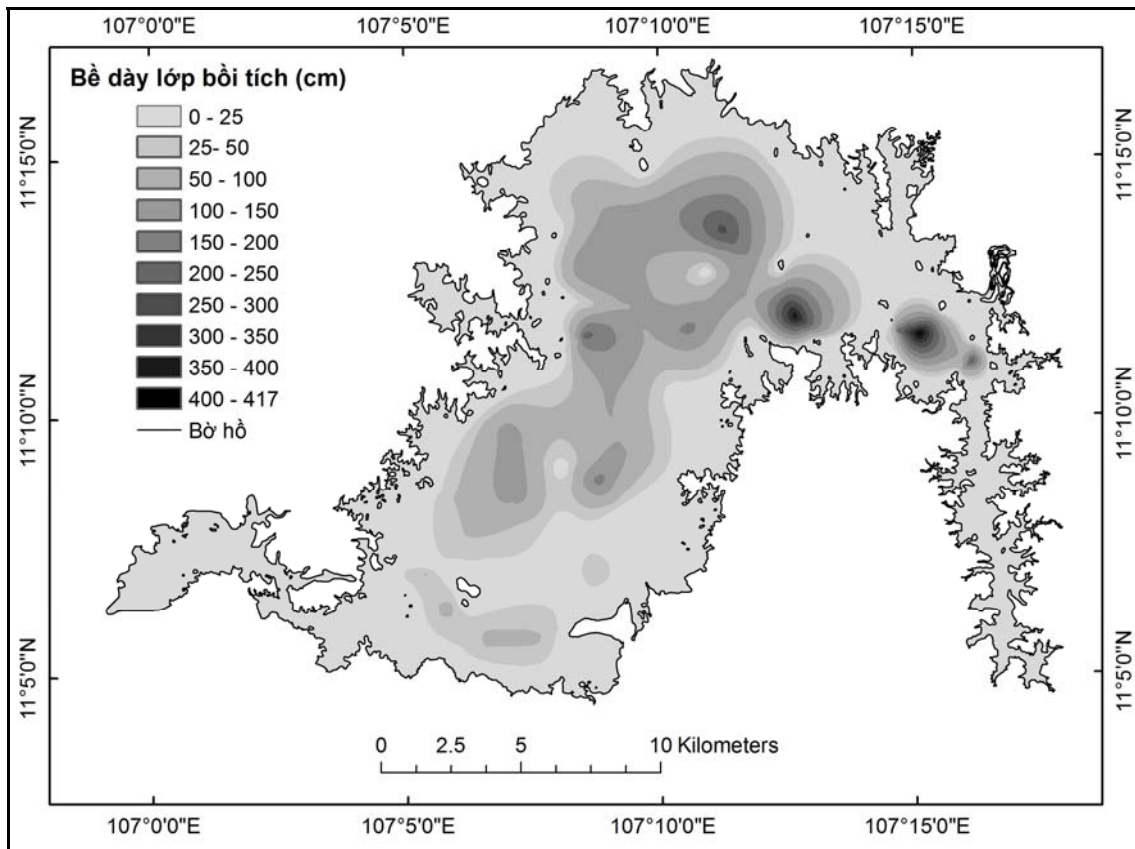 107°0'0"E 107°5'0"E 107°10'0"E 107°15'0"E
Bề dày lớp bồi tích (cm)
0 - 25
25- 50
50 - 100
100 - 150
150 - 200
200 - 250
250 - 300
300 - 350
350 - 400
400 - 417
Bờ hồ
11°15'0"N
11°10'0"N
11°5'0"N
11°15'0"N
11°10'0"N
11°5'0"N
0 2.5 5 10 Kilometers
107°0'0"E 107°5'0"E 107°10'0"E 107°15'0"E